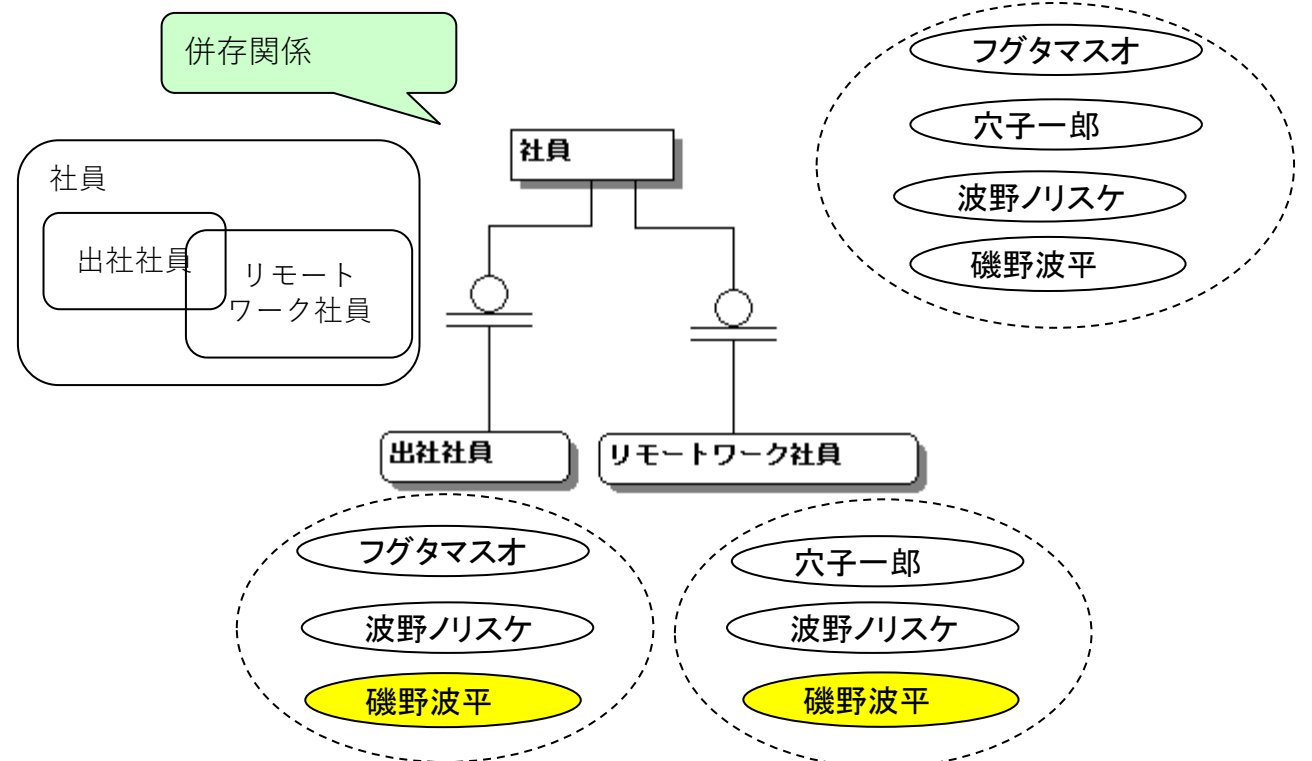 併存関係
フグタマスオ
穴子一郎
波野ノリスケ
磯野波平
社員
社員
出社社員
リモート
ワーク社員
出社社員
リモートワーク社員
フグタマスオ
波野ノリスケ
磯野波平
穴子一郎
波野ノリスケ
磯野波平